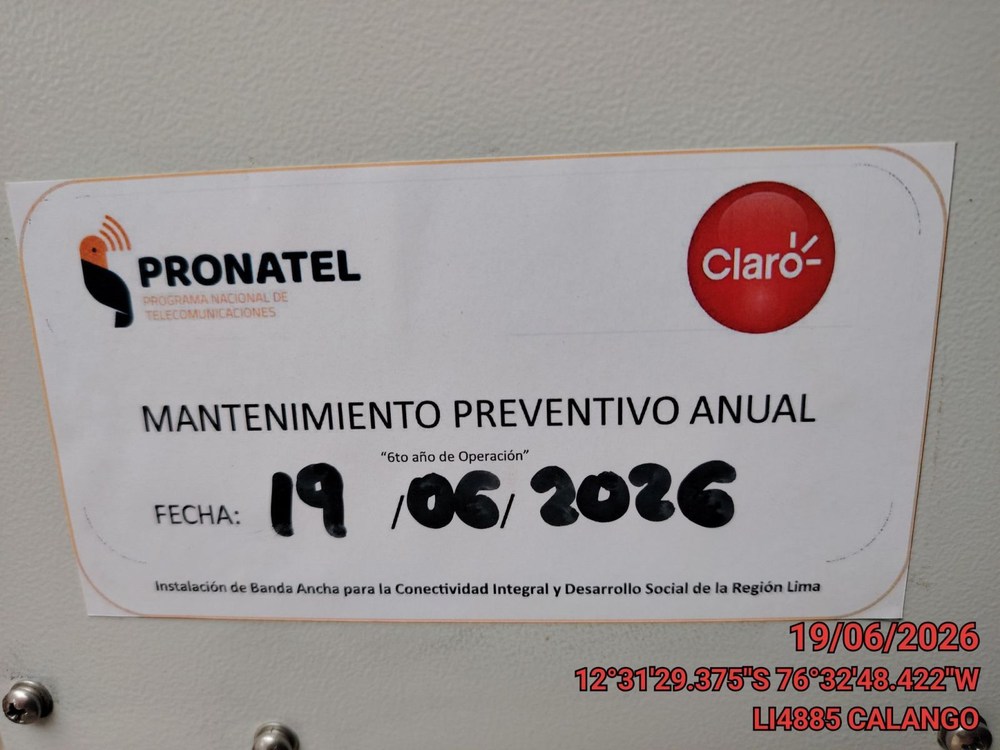 PRONATEL
PROGRAMA NACIONAL DE
TELECOMUNICACIONES
Claro
MANTENIMIENTO PREVENTIVO ANUAL
“6to año de Operación”
FECHA: 19 /06/ 2026
Instalación de Banda Ancha para la Conectividad Integral y Desarrollo Social de la Región Lima
19/06/2026
12°31'29.375"S 76°32'48.422"W
LI4885 CALANGO